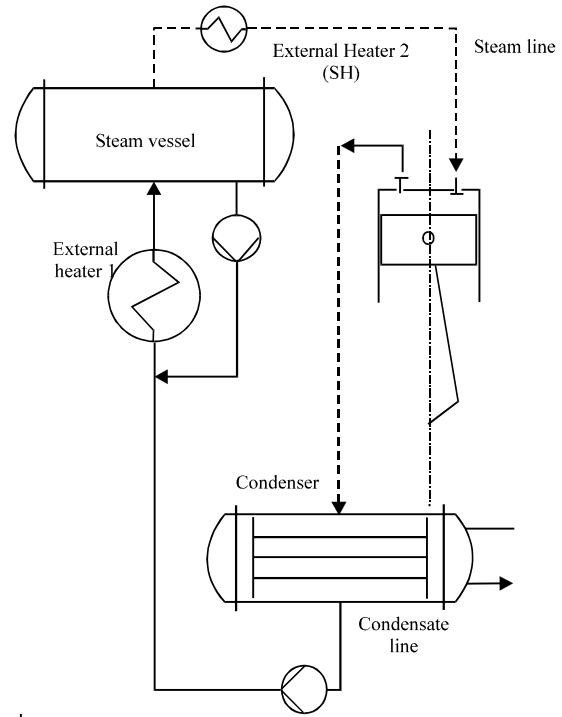 External Heater 2
(SH)
Steam line
Steam vessel
External
heater 1
Condenser
Condensate
line